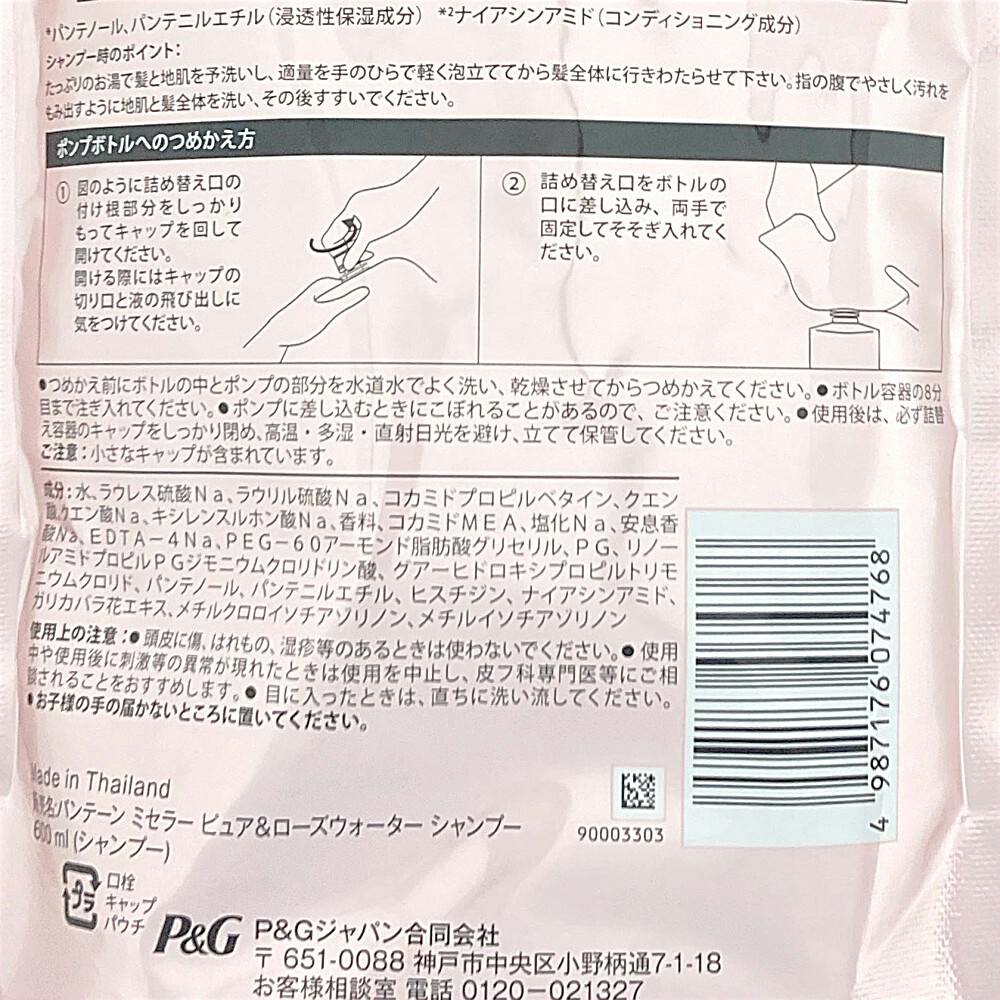 *パンテノール、パンテニルエチル（浸透性保湿成分） *²ナイアシンアミド（コンディショニング成分）
シャンプー時のポイント：
たっぷりのお湯で髪と地肌を予洗いし、適量を手のひらで軽く泡立ててから髪全体に行きわたらせて下さい。指の腹でやさしく汚れを
もみ出すように地肌と髪全体を洗い、その後すすいでください。
ポンプボトルへのつめかえ方
① 図のように詰め替え口の
付け根部分をしっかり
もってキャップを回して
開けてください。
開ける際にはキャップの
切り口と液の飛び出しに
気をつけてください。
② 詰め替え口をボトルの
口に差し込み、両手で
固定してそそぎ入れてく
ださい。
●つめかえ前にボトルの中とポンプの部分を水道水でよく洗い、乾燥させてからつめかえてください。●ボトル容器の8分
目まで注ぎ入れてください。●ポンプに差し込むときにこぼれることがあるので、ご注意ください。●使用後は、必ず詰替
え容器のキャップをしっかり閉め、高温・多湿・直射日光を避け、立てて保管してください。
ご注意：小さなキャップが含まれています。
成分：水、ラウレス硫酸Ｎａ、ラウリル硫酸Ｎａ、コカミドプロピルベタイン、クエン
酸、クエン酸Ｎａ、キシレンスルホン酸Ｎａ、香料、コカミドＭＥＡ、塩化Ｎａ、安息香
酸Ｎａ、ＥＤＴＡ－４Ｎａ、ＰＥＧ－６０アーモンド脂肪酸グリセリル、ＰＧ、リノー
ルアミドプロピルＰＧジモニウムクロリドリン酸、グアーヒドロキシプロピルトリモ
ニウムクロリド、パンテノール、パンテニルエチル、ヒスチジン、ナイアシンアミド、
ガリカバラ花エキス、メチルクロロイソチアゾリノン、メチルイソチアゾリノン
使用上の注意：●頭皮に傷、はれもの、湿疹等のあるときは使わないでください。●使用
中や使用後に刺激等の異常が現れたときは使用を中止し、皮フ科専門医等にご相
談されることをおすすめします。●目に入ったときは、直ちに洗い流してください。
●お子様の手の届かないところに置いてください。
4 987176 074768
Made in Thailand
販売名:パンテーン ミセラー ピュア&ローズウォーター シャンプー
600 ml (シャンプー)
90003303
プラ
口栓
キャップ
パウチ
P&G
P&Gジャパン合同会社
〒651-0088 神戸市中央区小野柄通7-1-18
お客様相談室 電話 0120-021327